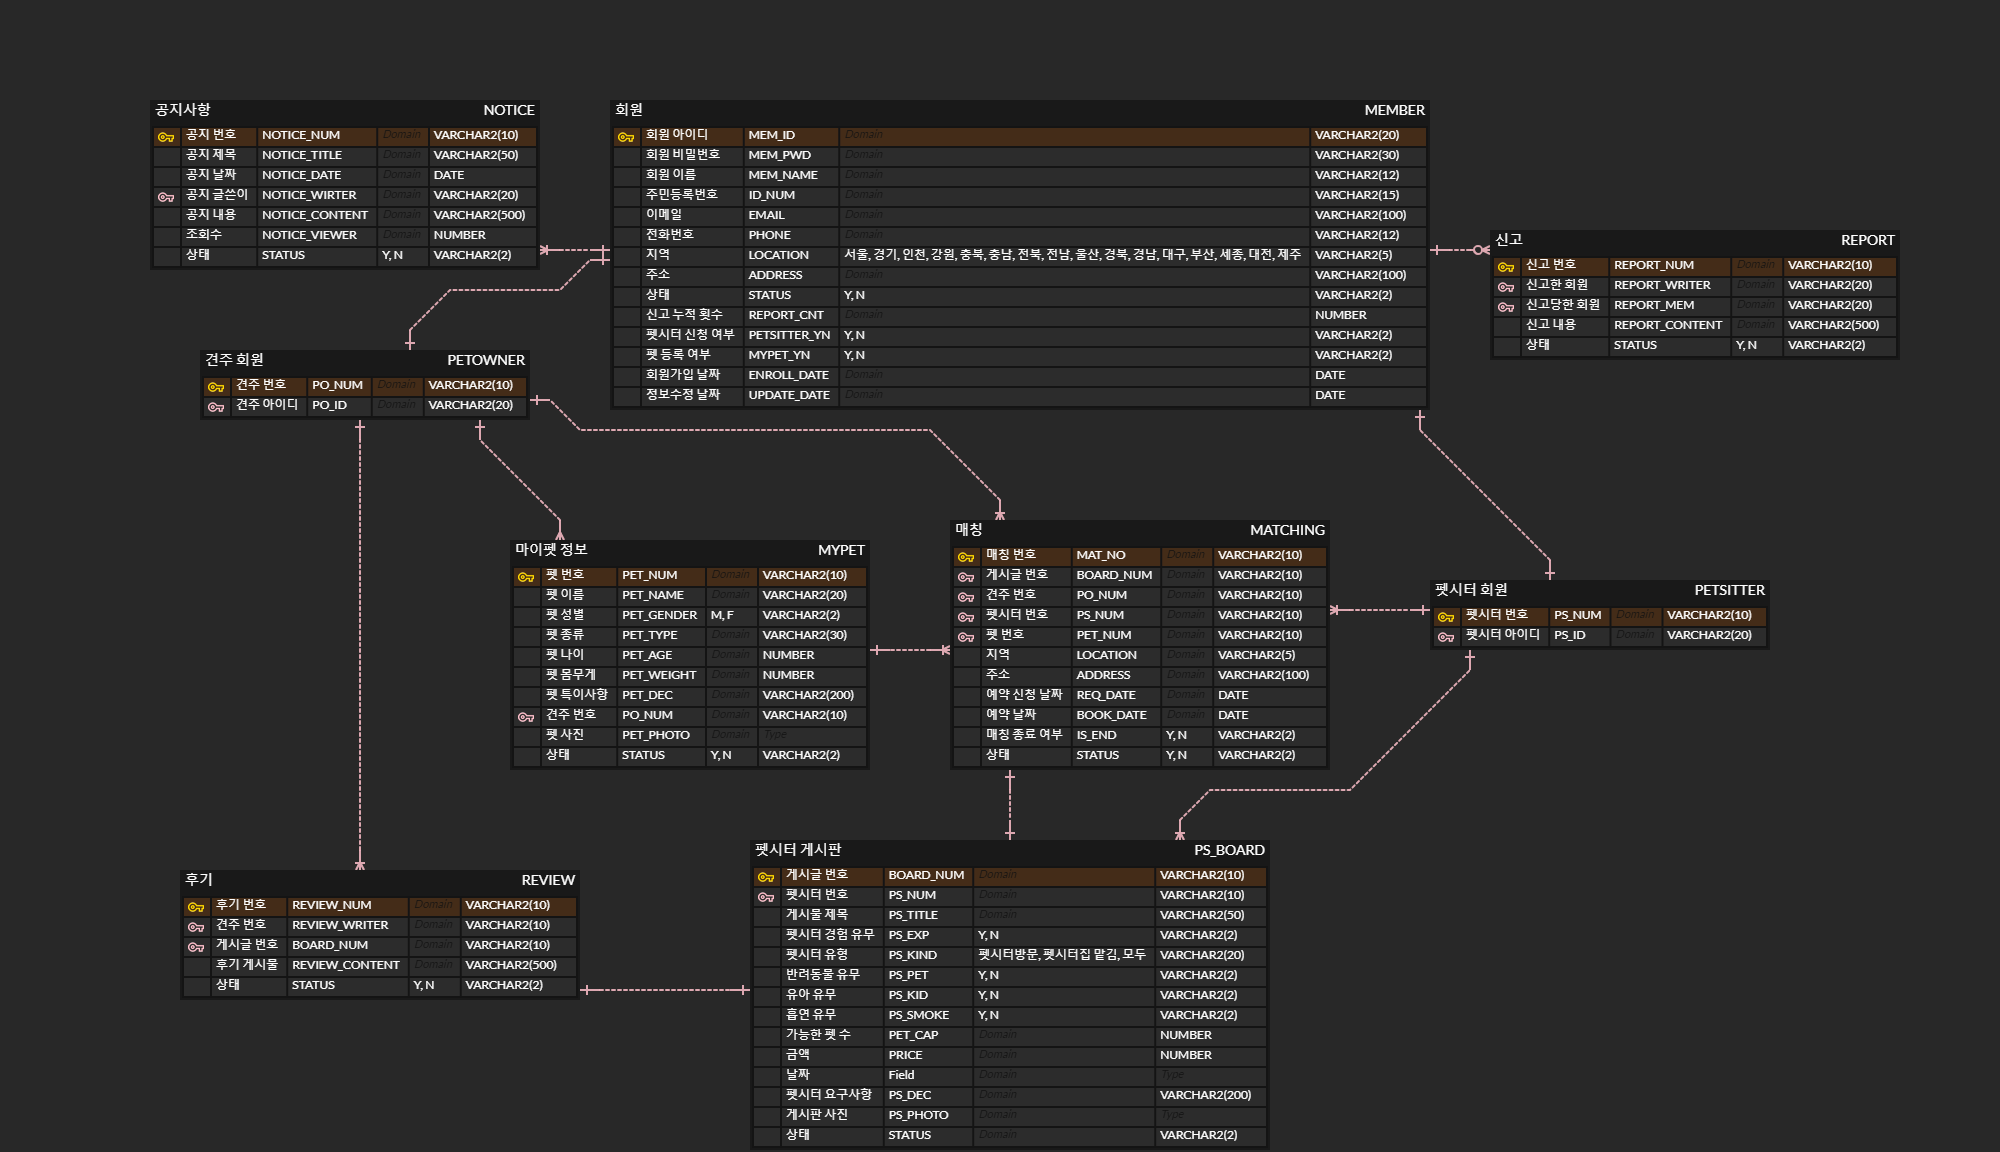 공지사항 NOTICE
공지 번호 NOTICE_NUM Domain VARCHAR2(10)
공지 제목 NOTICE_TITLE Domain VARCHAR2(50)
공지 날짜 NOTICE_DATE Domain DATE
공지 글쓴이 NOTICE_WIRTER Domain VARCHAR2(20)
공지 내용 NOTICE_CONTENT Domain VARCHAR2(500)
조회수 NOTICE_VIEWER Domain NUMBER
상태 STATUS Y, N VARCHAR2(2)
회원 MEMBER
회원 아이디 MEM_ID Domain VARCHAR2(20)
회원 비밀번호 MEM_PWD Domain VARCHAR2(30)
회원 이름 MEM_NAME Domain VARCHAR2(12)
주민등록번호 ID_NUM Domain VARCHAR2(15)
이메일 EMAIL Domain VARCHAR2(100)
전화번호 PHONE Domain VARCHAR2(12)
지역 LOCATION 서울, 경기, 인천, 강원, 충북, 충남, 전북, 전남, 울산, 경북, 경남, 대구, 부산, 세종, 대전, 제주 VARCHAR2(5)
주소 ADDRESS Domain VARCHAR2(100)
상태 STATUS Y, N VARCHAR2(2)
신고 누적 횟수 REPORT_CNT Domain NUMBER
펫시터 신청 여부 PETSITTER_YN Y, N VARCHAR2(2)
펫 등록 여부 MYPET_YN Y, N VARCHAR2(2)
회원가입 날짜 ENROLL_DATE Domain DATE
정보수정 날짜 UPDATE_DATE Domain DATE
신고 REPORT
신고 번호 REPORT_NUM Domain VARCHAR2(10)
신고한 회원 REPORT_WRITER Domain VARCHAR2(20)
신고당한 회원 REPORT_MEM Domain VARCHAR2(20)
신고 내용 REPORT_CONTENT Domain VARCHAR2(500)
상태 STATUS Y, N VARCHAR2(2)
견주 회원 PETOWNER
견주 번호 PO_NUM Domain VARCHAR2(10)
견주 아이디 PO_ID Domain VARCHAR2(20)
마이펫 정보 MYPET
펫 번호 PET_NUM Domain VARCHAR2(10)
펫 이름 PET_NAME Domain VARCHAR2(20)
펫 성별 PET_GENDER M, F VARCHAR2(2)
펫 종류 PET_TYPE Domain VARCHAR2(30)
펫 나이 PET_AGE Domain NUMBER
펫 몸무게 PET_WEIGHT Domain NUMBER
펫 특이사항 PET_DEC Domain VARCHAR2(200)
견주 번호 PO_NUM Domain VARCHAR2(10)
펫 사진 PET_PHOTO Domain Type
상태 STATUS Y, N VARCHAR2(2)
매칭 MATCHING
매칭 번호 MAT_NO Domain VARCHAR2(10)
게시글 번호 BOARD_NUM Domain VARCHAR2(10)
견주 번호 PO_NUM Domain VARCHAR2(10)
펫시터 번호 PS_NUM Domain VARCHAR2(10)
펫 번호 PET_NUM Domain VARCHAR2(10)
지역 LOCATION Domain VARCHAR2(5)
주소 ADDRESS Domain VARCHAR2(100)
예약 신청 날짜 REQ_DATE Domain DATE
예약 날짜 BOOK_DATE Domain DATE
매칭 종료 여부 IS_END Y, N VARCHAR2(2)
상태 STATUS Y, N VARCHAR2(2)
펫시터 회원 PETSITTER
펫시터 번호 PS_NUM Domain VARCHAR2(10)
펫시터 아이디 PS_ID Domain VARCHAR2(20)
후기 REVIEW
후기 번호 REVIEW_NUM Domain VARCHAR2(10)
견주 번호 REVIEW_WRITER Domain VARCHAR2(10)
게시글 번호 BOARD_NUM Domain VARCHAR2(10)
후기 게시물 REVIEW_CONTENT Domain VARCHAR2(500)
상태 STATUS Y, N VARCHAR2(2)
펫시터 게시판 PS_BOARD
게시글 번호 BOARD_NUM Domain VARCHAR2(10)
펫시터 번호 PS_NUM Domain VARCHAR2(10)
게시물 제목 PS_TITLE Domain VARCHAR2(50)
펫시터 경험 유무 PS_EXP Y, N VARCHAR2(2)
펫시터 유형 PS_KIND 펫시터방문, 펫시터집 맡김, 모두 VARCHAR2(20)
반려동물 유무 PS_PET Y, N VARCHAR2(2)
유아 유무 PS_KID Y, N VARCHAR2(2)
흡연 유무 PS_SMOKE Y, N VARCHAR2(2)
가능한 펫 수 PET_CAP Domain NUMBER
금액 PRICE Domain NUMBER
날짜 Field Domain Type
펫시터 요구사항 PS_DEC Domain VARCHAR2(200)
게시판 사진 PS_PHOTO Domain Type
상태 STATUS Domain VARCHAR2(2)